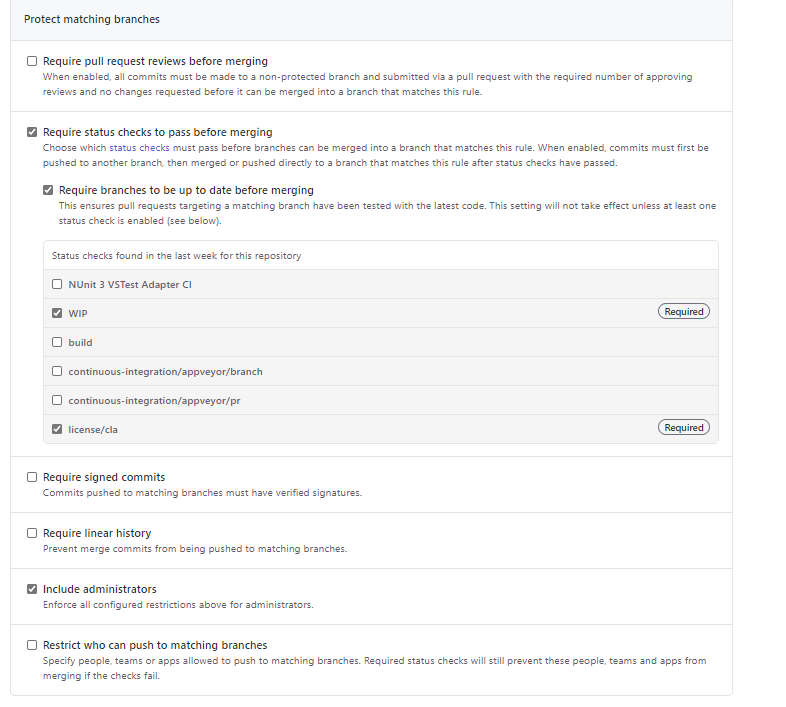 Protect matching branches
Require pull request reviews before merging
When enabled, all commits must be made to a non-protected branch and submitted via a pull request with the required number of approving
reviews and no changes requested before it can be merged into a branch that matches this rule.
Require status checks to pass before merging
Choose which status checks must pass before branches can be merged into a branch that matches this rule. When enabled, commits must first be
pushed to another branch, then merged or pushed directly to a branch that matches this rule after status checks have passed.
Require branches to be up to date before merging
This ensures pull requests targeting a matching branch have been tested with the latest code. This setting will not take effect unless at least one
status check is enabled (see below).
Status checks found in the last week for this repository
NUnit 3 VSTest Adapter CI
WIP Required
build
continuous-integration/appveyor/branch
continuous-integration/appveyor/pr
license/cla Required
Require signed commits
Commits pushed to matching branches must have verified signatures.
Require linear history
Prevent merge commits from being pushed to matching branches.
Include administrators
Enforce all configured restrictions above for administrators.
Restrict who can push to matching branches
Specify people, teams or apps allowed to push to matching branches. Required status checks will still prevent these people, teams and apps from
merging if the checks fail.